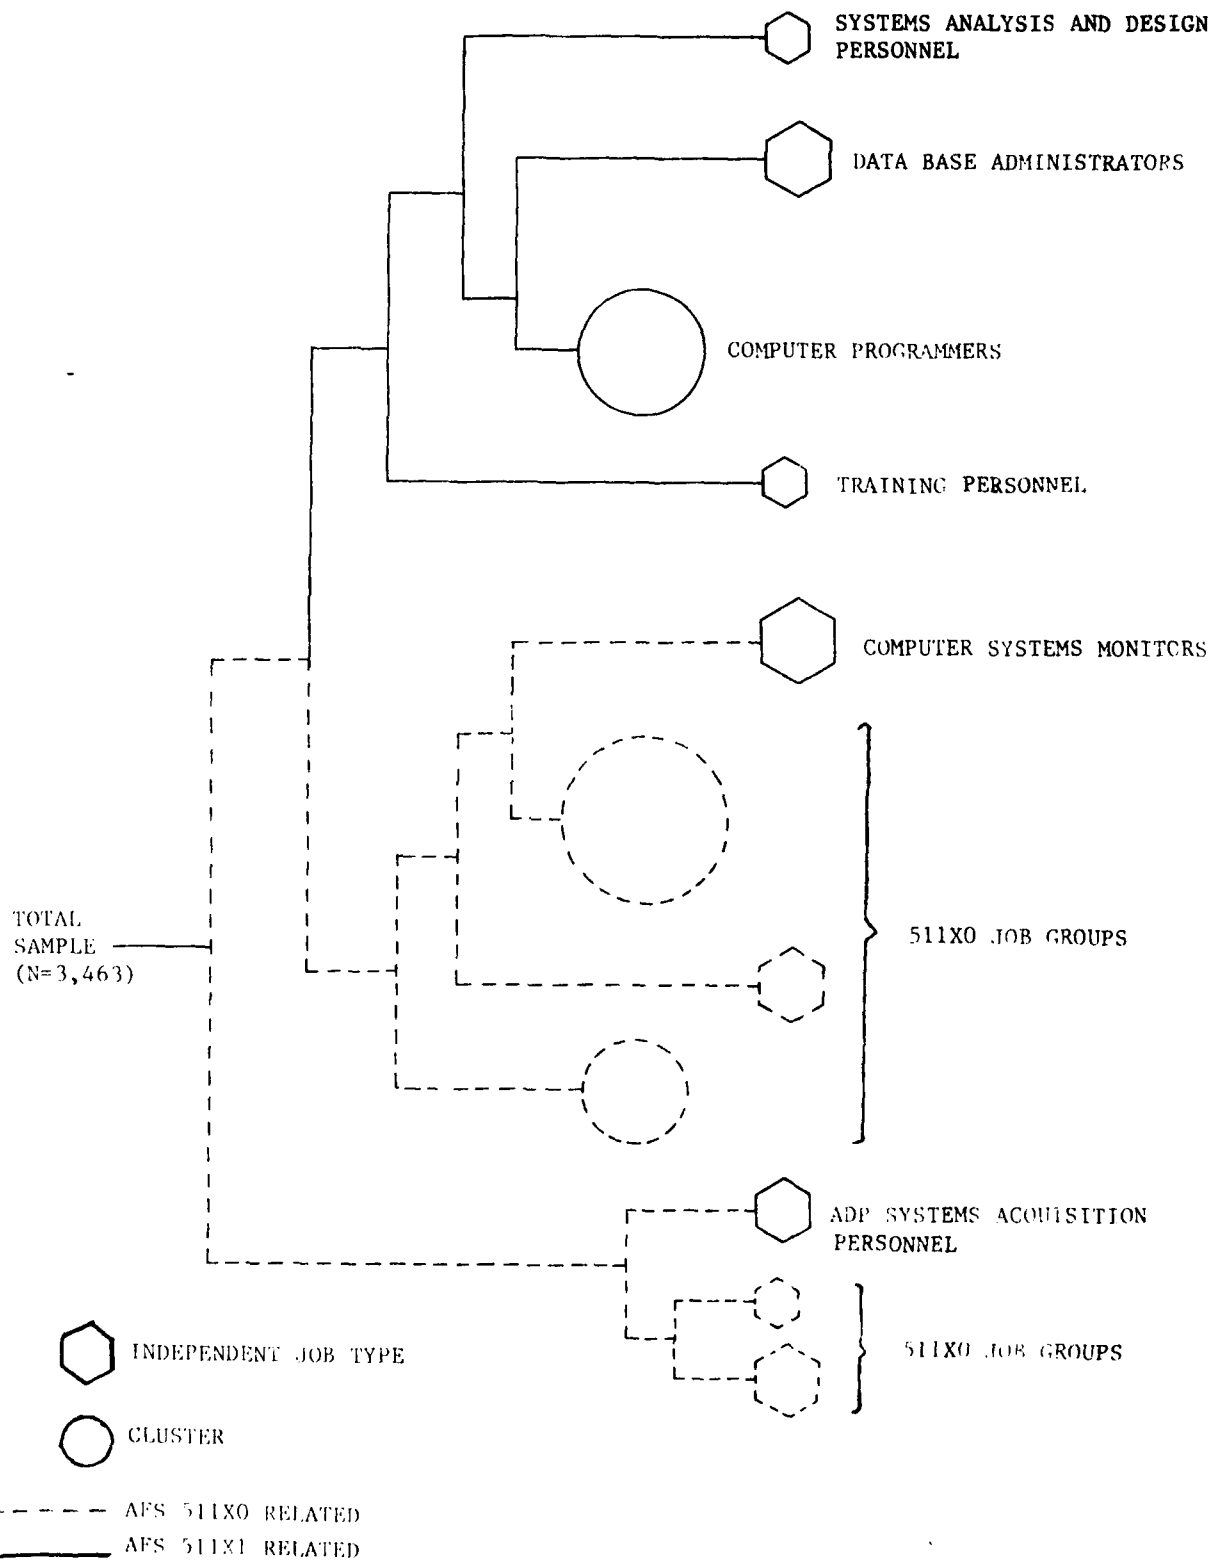 SYSTEMS ANALYSIS AND DESIGN
PERSONNEL
DATA BASE ADMINISTRATORS
COMPUTER PROGRAMMERS
TRAINING PERSONNEL
COMPUTER SYSTEMS MONITORS
TOTAL
SAMPLE
(N=3,463)
511X0 JOB GROUPS
ADP SYSTEMS ACQUISITION
PERSONNEL
511X0 JOB GROUPS
INDEPENDENT JOB TYPE
CLUSTER
AFS 511X0 RELATED
AFS 511X1 RELATED